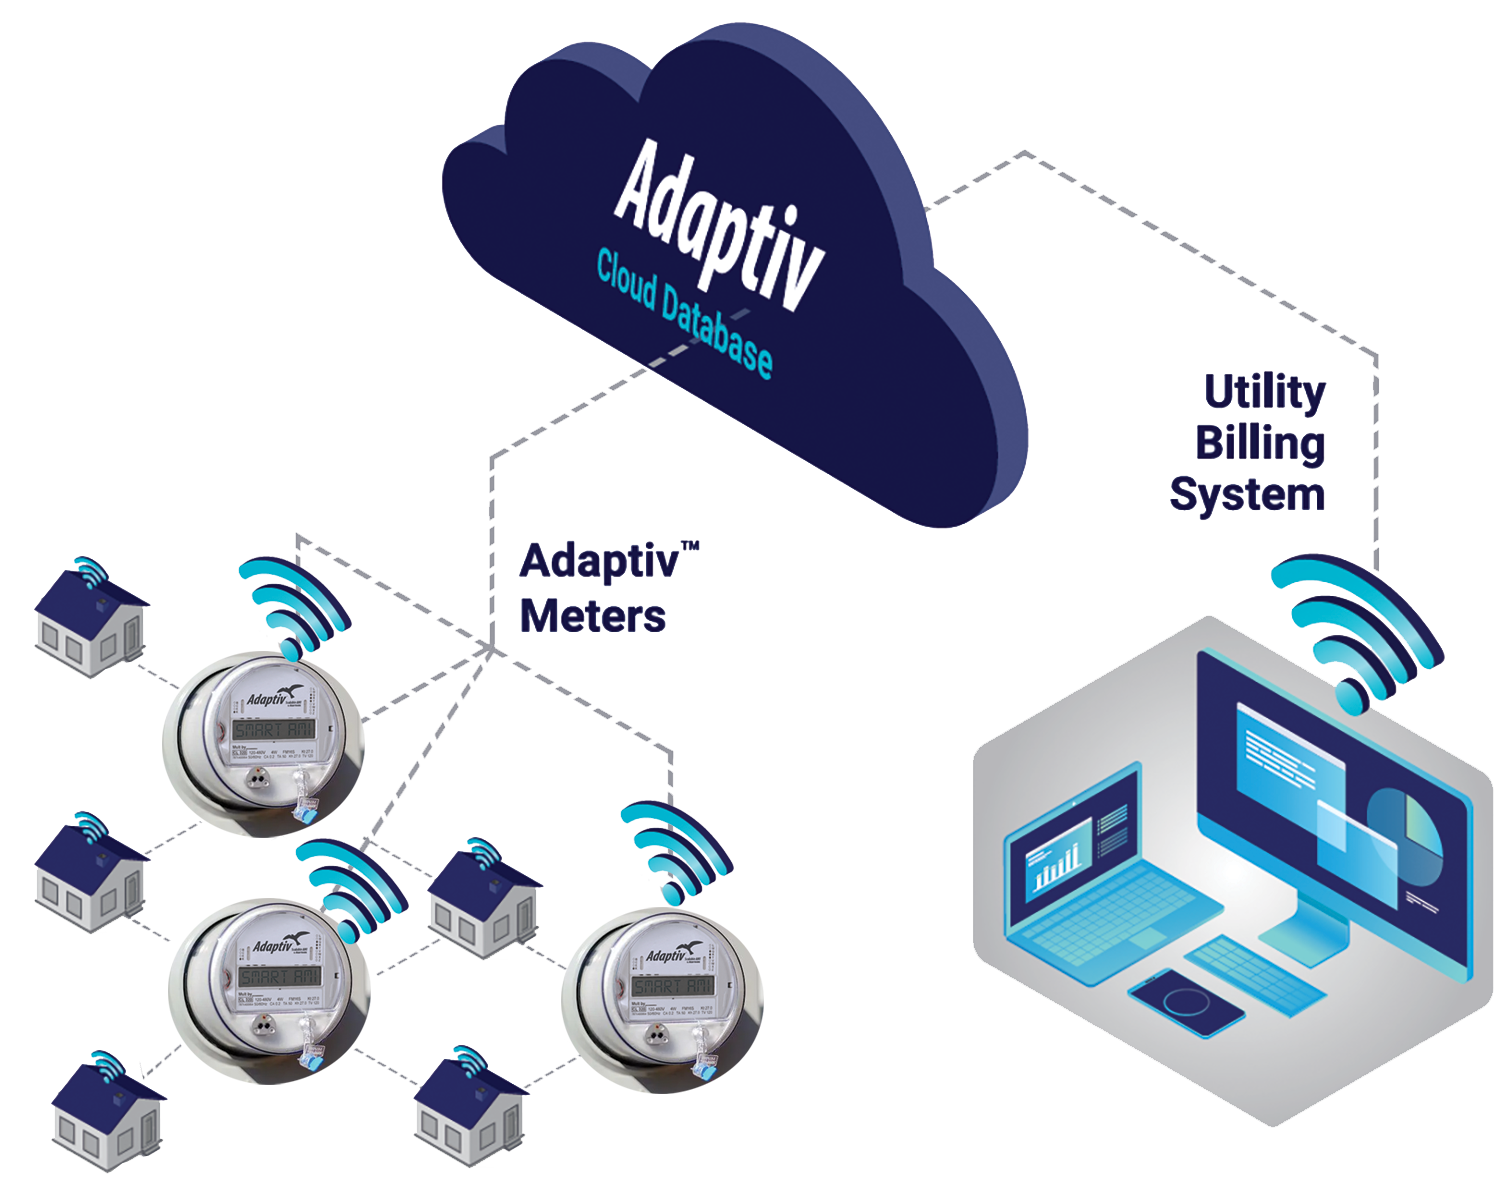 Adaptiv
Cloud Database
Utility
Billing
System
Adaptiv™
Meters
Adaptiv
SMART AMI
Adaptiv
SMART AMI
Adaptiv
SMART AMI